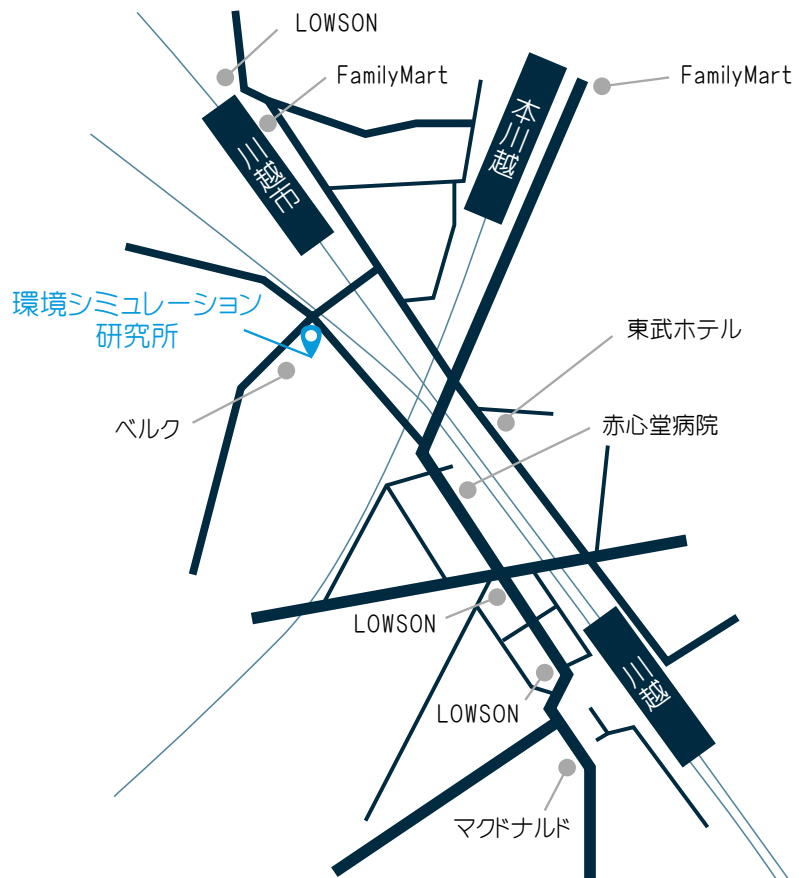 LOWSON
FamilyMart
FamilyMart
本川越
川越市
環境シミュレーション
研究所
東武ホテル
ベルク
赤心堂病院
LOWSON
川越
LOWSON
マクドナルド